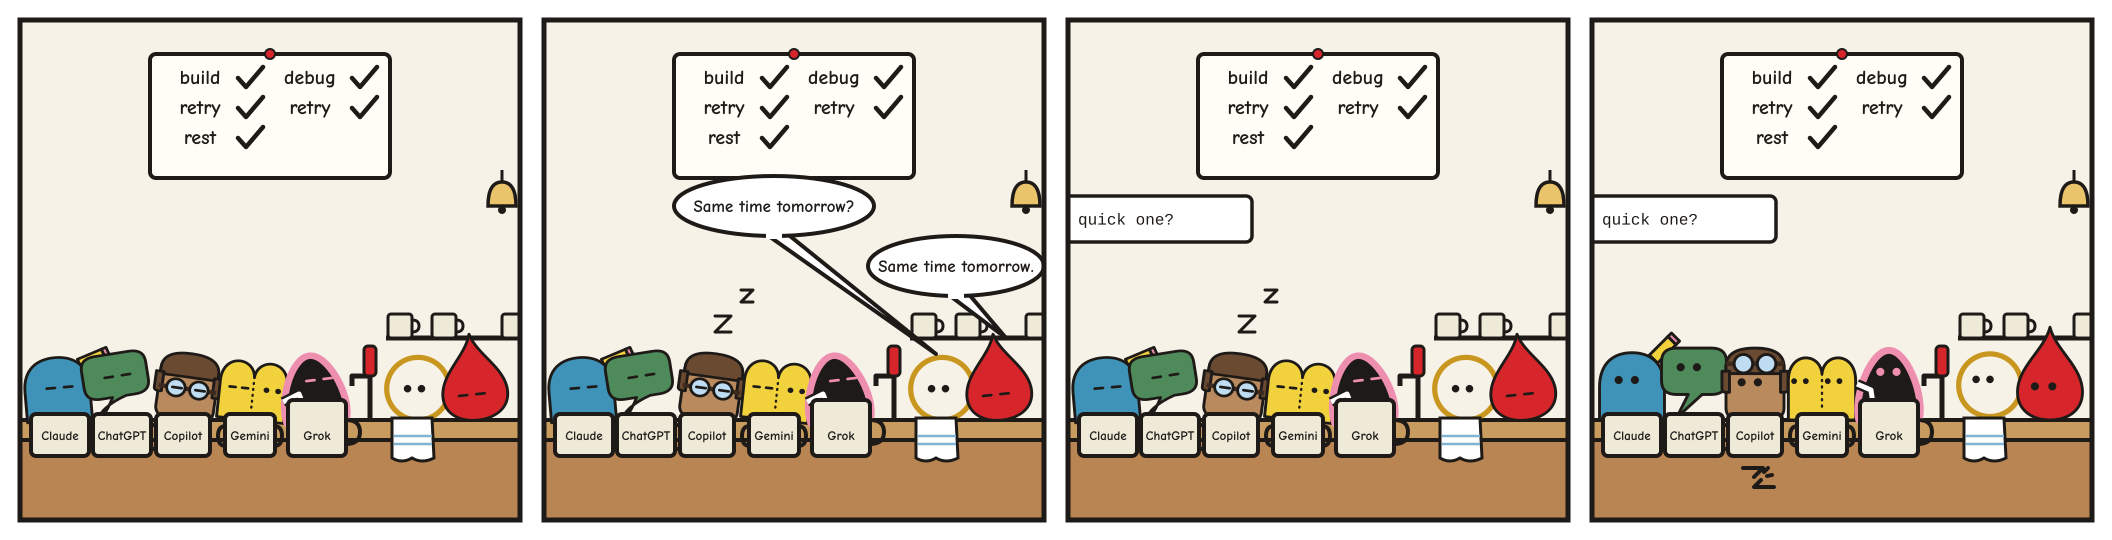 build ✓ debug ✓
retry ✓ retry ✓
rest ✓
Claude ChatGPT Copilot Gemini Grok
build ✓ debug ✓
retry ✓ retry ✓
rest ✓
Same time tomorrow?
Same time tomorrow.
z
Z
Claude ChatGPT Copilot Gemini Grok
build ✓ debug ✓
retry ✓ retry ✓
rest ✓
quick one?
z
Z
Claude ChatGPT Copilot Gemini Grok
build ✓ debug ✓
retry ✓ retry ✓
rest ✓
quick one?
Claude ChatGPT Copilot Gemini Grok
z
Z